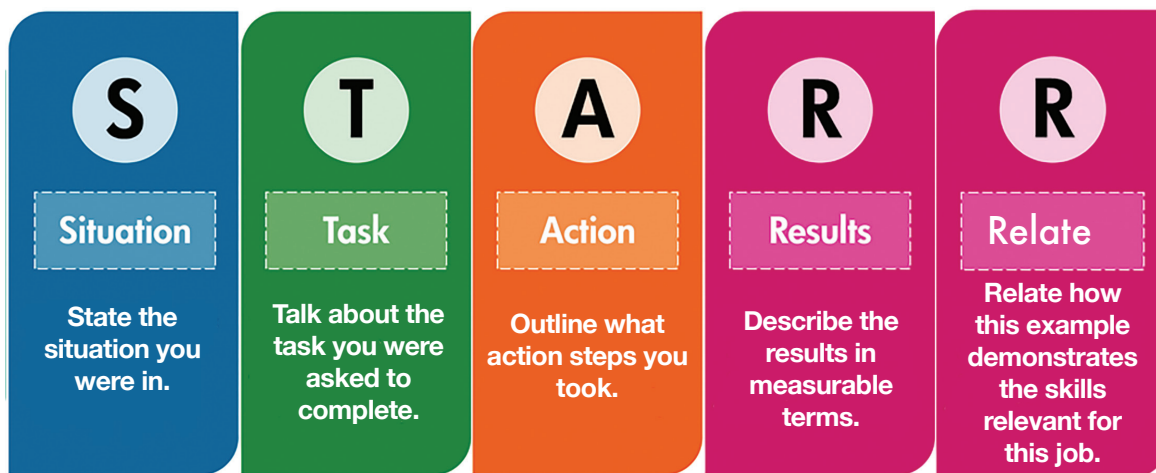 S
Situation
State the
situation you
were in.
T
Task
Talk about the
task you were
asked to
complete.
A
Action
Outline what
action steps you
took.
R
Results
Describe the
results in
measurable
terms.
R
Relate
Relate how
this example
demonstrates
the skills
relevant for
this job.